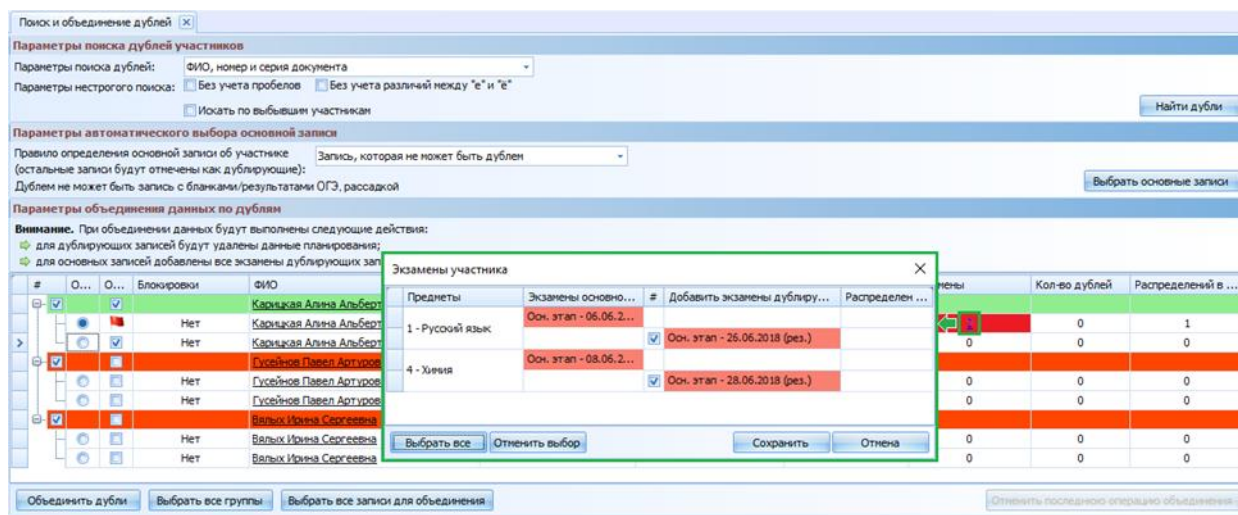 Поиск и объединение дублей
Параметры поиска дублей участников
Параметры поиска дублей: ФИО, номер и серия документа
Параметры нестрогого поиска: Без учета пробелов Без учета различий между "е" и "ё"
Искать по выбывшим участникам
Найти дубли
Параметры автоматического выбора основной записи
Правило определения основной записи об участнике
(остальные записи будут отмечены как дублирующие): Запись, которая не может быть дублем
Дублем не может быть запись с бланками/результатами ОГЭ, рассадкой
Выбрать основные записи
Параметры объединения данных по дублям
Внимание. При объединении данных будут выполнены следующие действия:
для дублирующих записей будут удалены данные планирования;
для основных записей добавлены все экзамены дублирующих зап
# О... О... Блокировки ФИО мены Кол-во дублей Распределений в ...
Карицкая Алина Альберт
Нет Карицкая Алина Альберт 0 1
Нет Карицкая Алина Альберт 0 0 0
Гусейнов Павел Артуров
Нет Гусейнов Павел Артуров 0 0 0
Нет Гусейнов Павел Артуров 0 0 0
Вялых Ирина Сергеевна
Нет Вялых Ирина Сергеевна 0 0 0
Нет Вялых Ирина Сергеевна 0 0 0
Экзамены участника
Предметы Экзамены основно... # Добавить экзамены дублиру... Распределен ...
1 - Русский язык Осн. этап - 06.06.2...
Осн. этап - 26.06.2018 (рез.)
4 - Химия Осн. этап - 08.06.2...
Осн. этап - 28.06.2018 (рез.)
Выбрать все Отменить выбор Сохранить Отмена
Объединить дубли Выбрать все группы Выбрать все записи для объединения Отменить последнюю операцию объединения